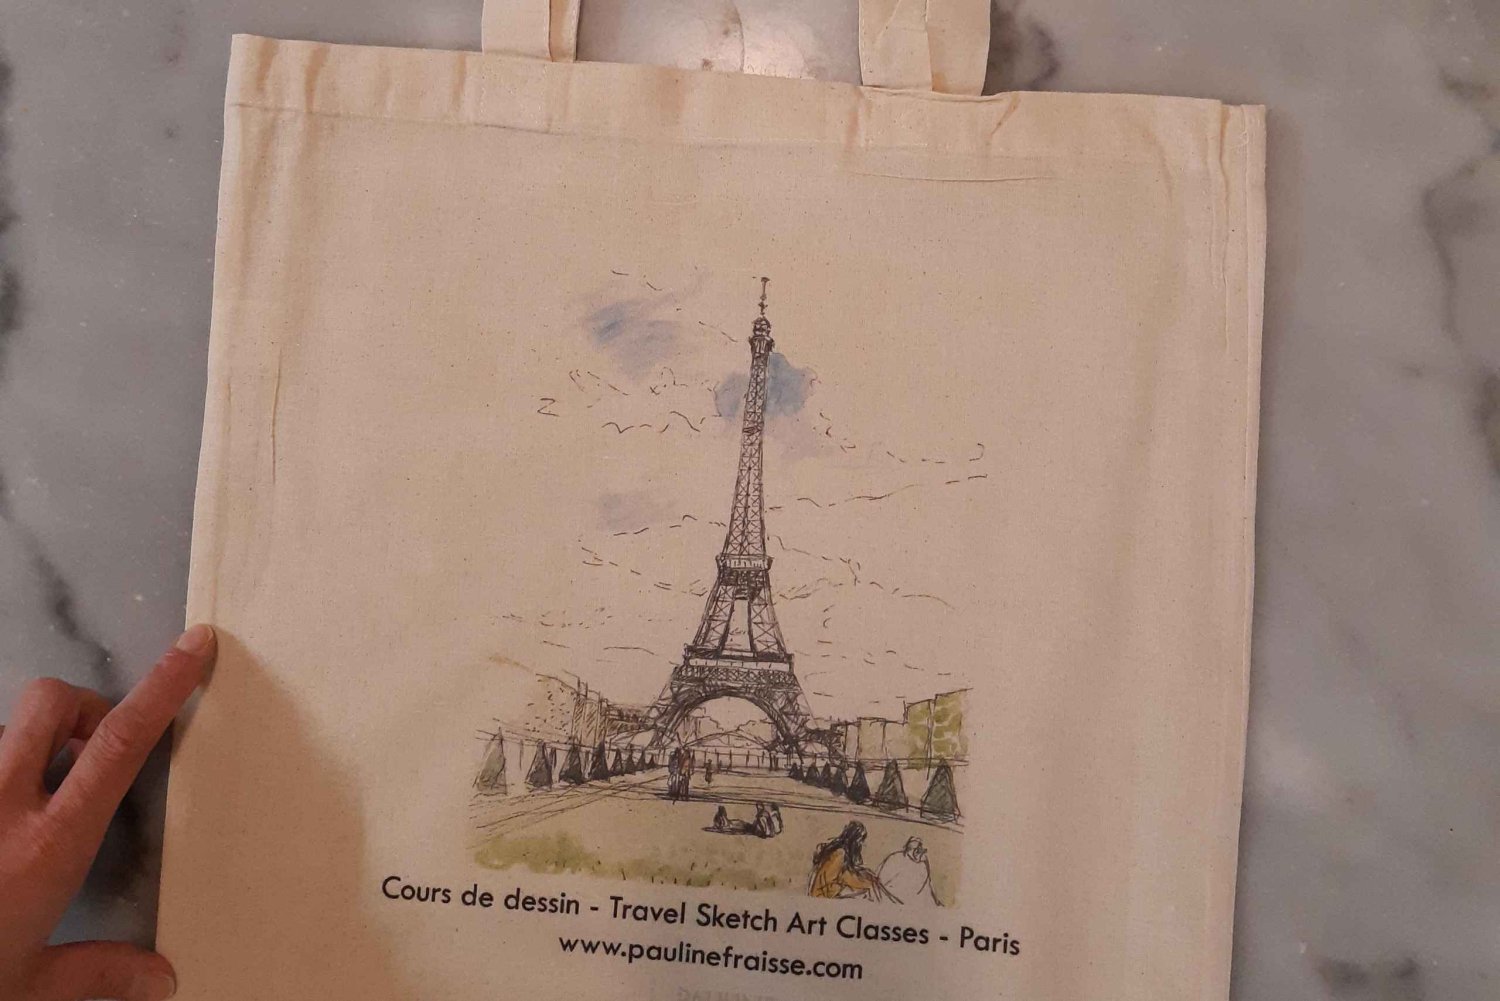 Cours de dessin - Travel Sketch Art Classes - Paris
www.paulinefraisse.com